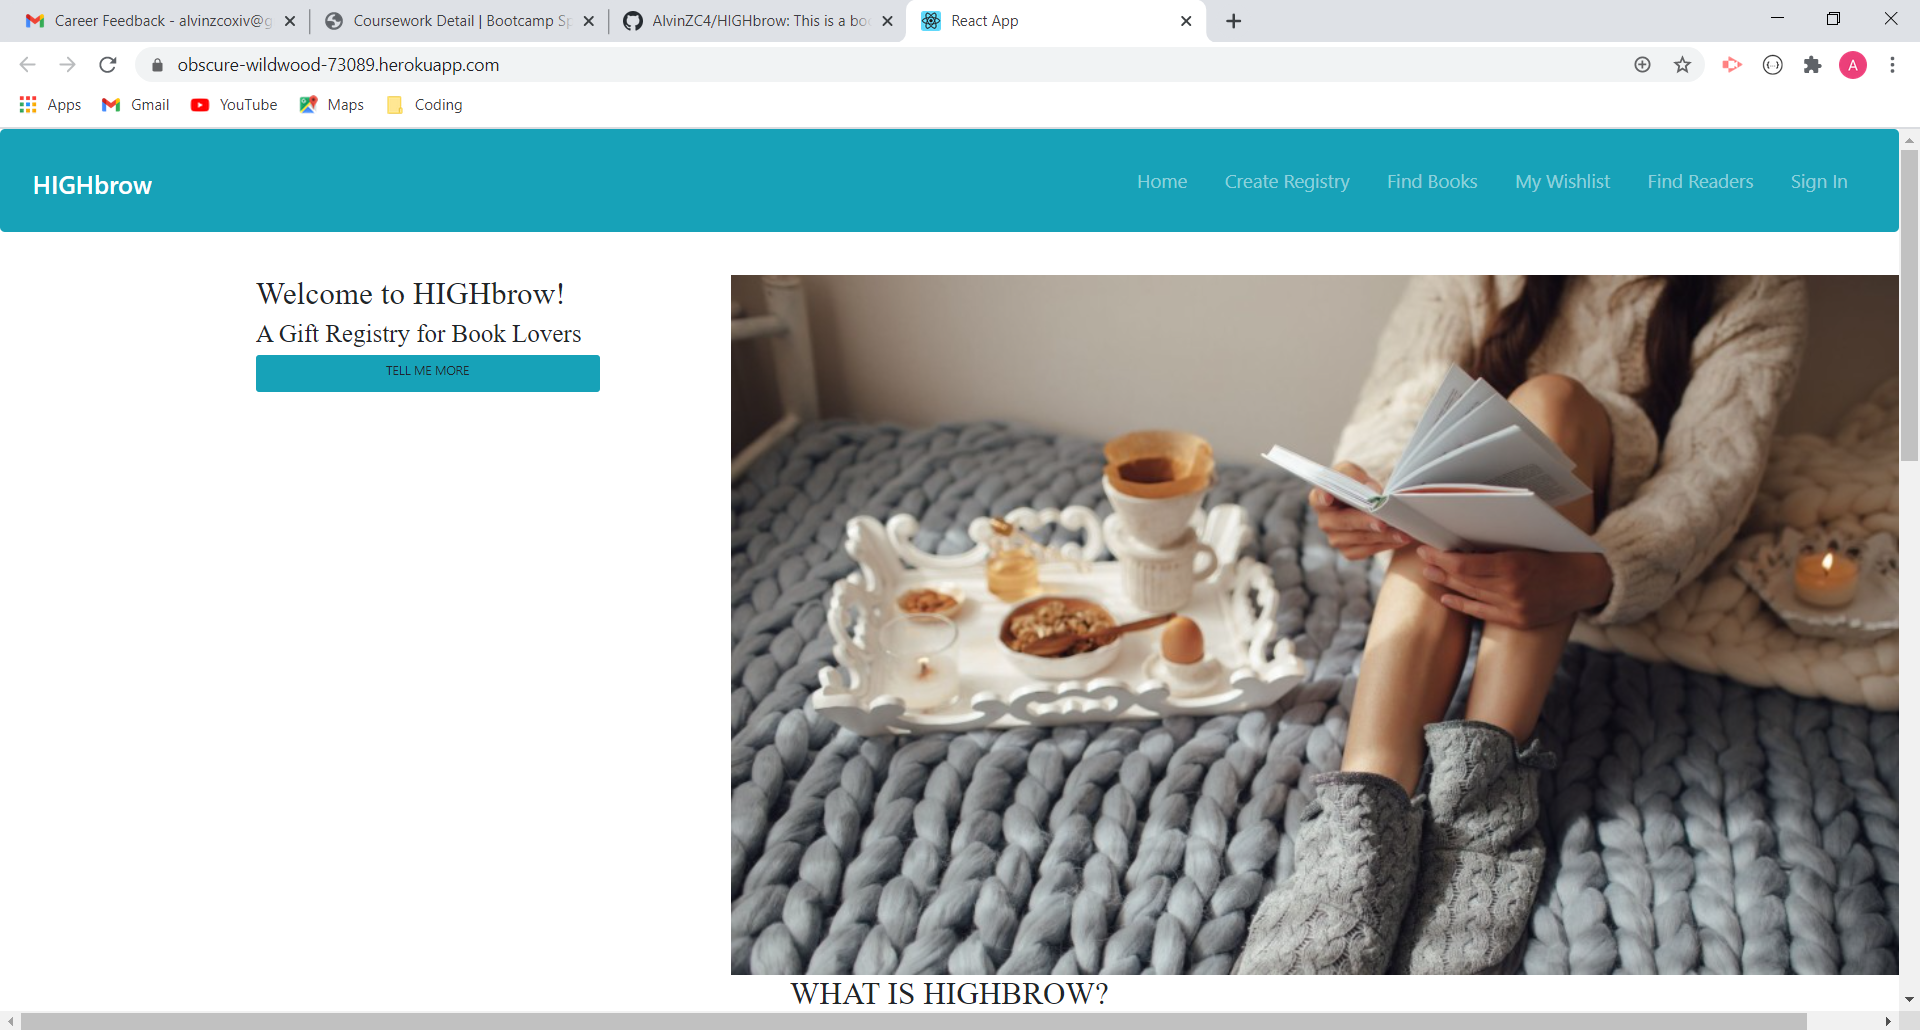 Career Feedback - alvinzcoxiv@g
Coursework Detail | Bootcamp Sp
AlvinZC4/HIGHbrow: This is a boo
React App
obscure-wildwood-73089.herokuapp.com
A
Apps
Gmail
YouTube
Maps
Coding
HIGHbrow
Home
Create Registry
Find Books
My Wishlist
Find Readers
Sign In
Welcome to HIGHbrow!
A Gift Registry for Book Lovers
TELL ME MORE
WHAT IS HIGHBROW?